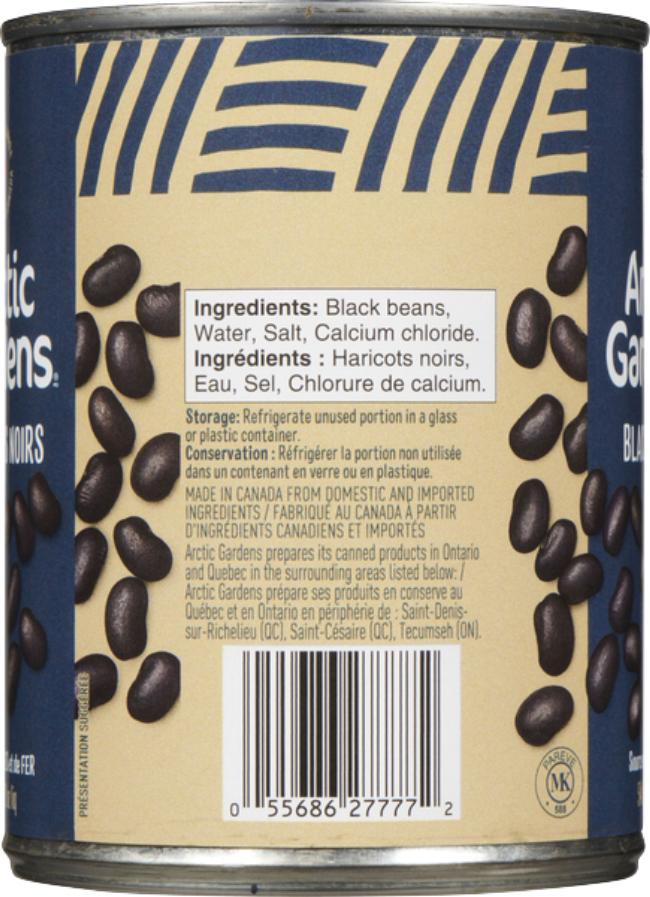 tic
ens®
NOIRS
et de FER
Ingredients: Black beans,
Water, Salt, Calcium chloride.
Ingrédients : Haricots noirs,
Eau, Sel, Chlorure de calcium.
Storage: Refrigerate unused portion in a glass
or plastic container.
Conservation : Réfrigérer la portion non utilisée
dans un contenant en verre ou en plastique.
MADE IN CANADA FROM DOMESTIC AND IMPORTED
INGREDIENTS / FABRIQUÉ AU CANADA À PARTIR
D'INGRÉDIENTS CANADIENS ET IMPORTÉS
Arctic Gardens prepares its canned products in Ontario
and Quebec in the surrounding areas listed below: /
Arctic Gardens prépare ses produits en conserve au
Québec et en Ontario en périphérie de : Saint-Denis-
sur-Richelieu (QC), Saint-Césaire (QC), Tecumseh (ON).
PRÉSENTATION SUGGÉRÉE
0 55686 27777 2
PAREVE
MK
588
Ar
Gar
BLA